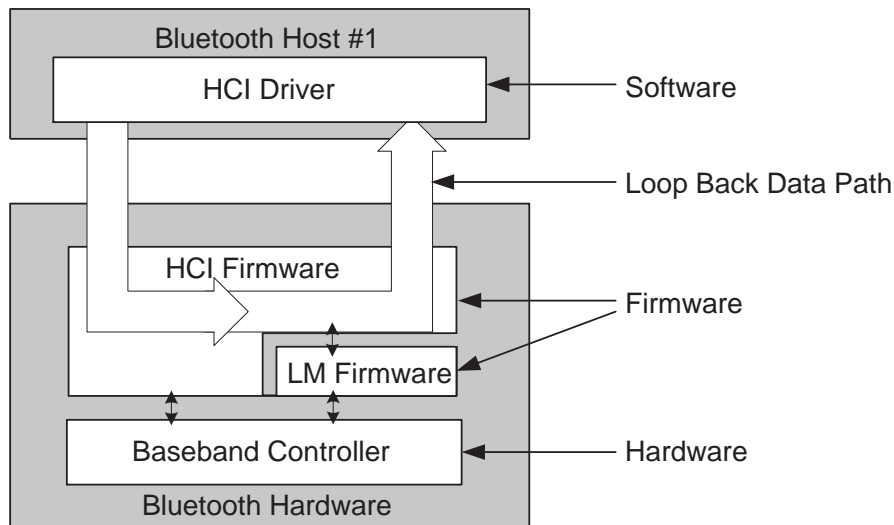 Bluetooth Host #1
HCI Driver
Software
Loop Back Data Path
HCI Firmware
Firmware
LM Firmware
Baseband Controller
Hardware
Bluetooth Hardware